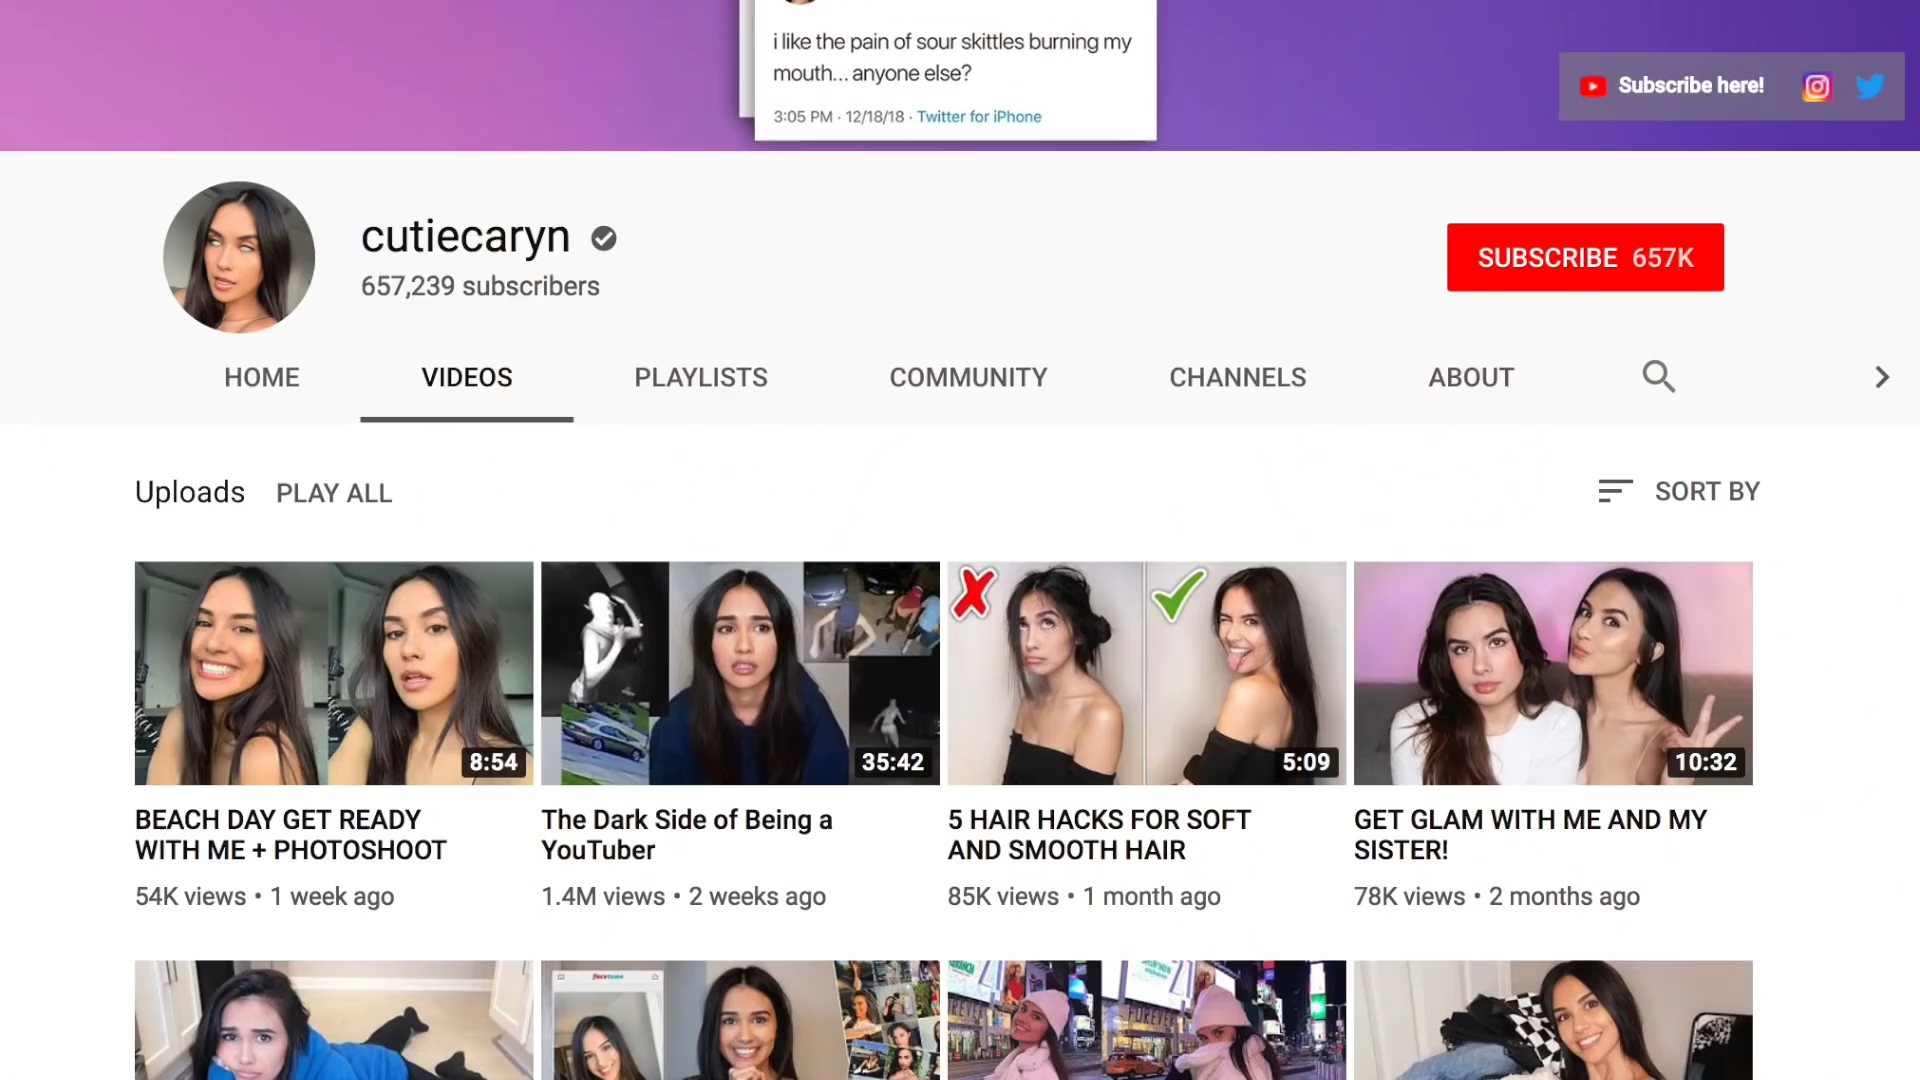 i like the pain of sour skittles burning my
mouth... anyone else?
3:05 PM · 12/18/18 · Twitter for iPhone
Subscribe here!
cutiecaryn
657,239 subscribers
SUBSCRIBE 657K
HOME
VIDEOS
PLAYLISTS
COMMUNITY
CHANNELS
ABOUT
Uploads
PLAY ALL
SORT BY
8:54
35:42
5:09
10:32
BEACH DAY GET READY
WITH ME + PHOTOSHOOT
54K views • 1 week ago
The Dark Side of Being a
YouTuber
1.4M views • 2 weeks ago
5 HAIR HACKS FOR SOFT
AND SMOOTH HAIR
85K views • 1 month ago
GET GLAM WITH ME AND MY
SISTER!
78K views • 2 months ago
facetune
FOREVER